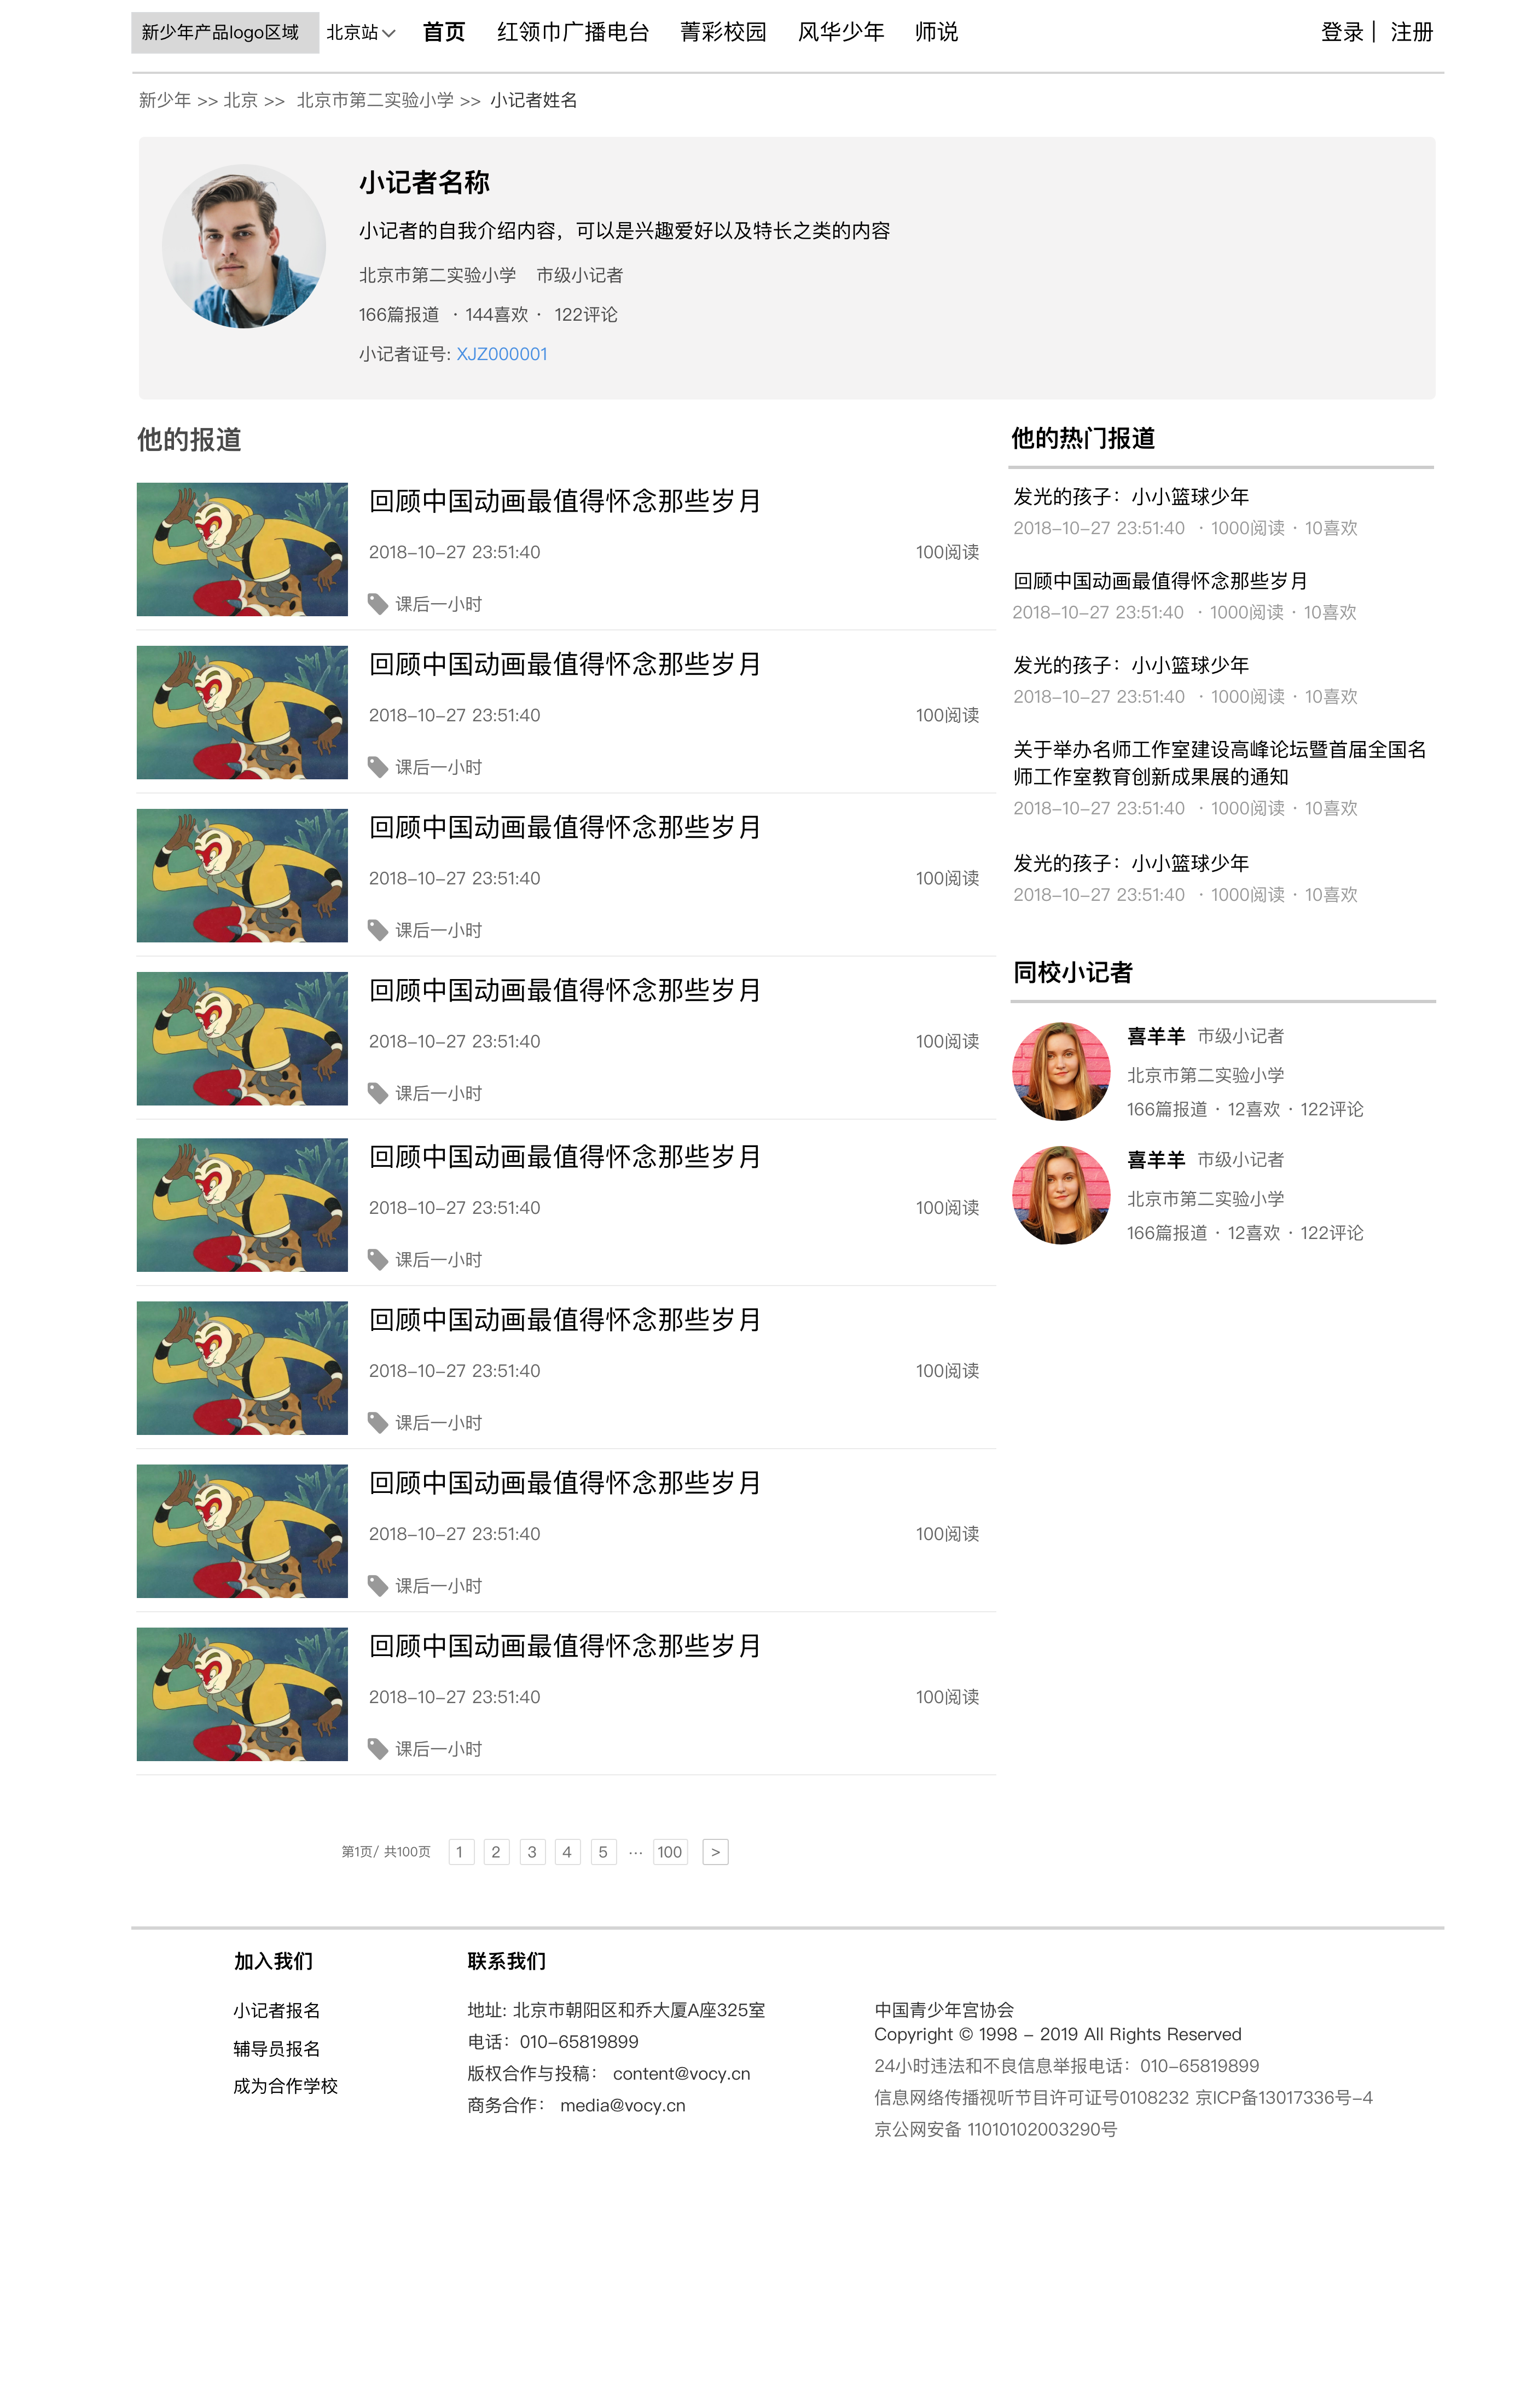 新少年产品logo区域 北京站 首页 红领巾广播电台 菁彩校园 风华少年 师说 登录 | 注册
新少年 >> 北京 >> 北京市第二实验小学 >> 小记者姓名
小记者名称
小记者的自我介绍内容，可以是兴趣爱好以及特长之类的内容
北京市第二实验小学 市级小记者
166篇报道 · 144喜欢 · 122评论
小记者证号: XJZ000001
他的报道
回顾中国动画最值得怀念那些岁月
2018-10-27 23:51:40 100阅读
课后一小时
回顾中国动画最值得怀念那些岁月
2018-10-27 23:51:40 100阅读
课后一小时
回顾中国动画最值得怀念那些岁月
2018-10-27 23:51:40 100阅读
课后一小时
回顾中国动画最值得怀念那些岁月
2018-10-27 23:51:40 100阅读
课后一小时
回顾中国动画最值得怀念那些岁月
2018-10-27 23:51:40 100阅读
课后一小时
回顾中国动画最值得怀念那些岁月
2018-10-27 23:51:40 100阅读
课后一小时
回顾中国动画最值得怀念那些岁月
2018-10-27 23:51:40 100阅读
课后一小时
回顾中国动画最值得怀念那些岁月
2018-10-27 23:51:40 100阅读
课后一小时
第1页/ 共100页 1 2 3 4 5 ··· 100 >
他的热门报道
发光的孩子：小小篮球少年
2018-10-27 23:51:40 · 1000阅读 · 10喜欢
回顾中国动画最值得怀念那些岁月
2018-10-27 23:51:40 · 1000阅读 · 10喜欢
发光的孩子：小小篮球少年
2018-10-27 23:51:40 · 1000阅读 · 10喜欢
关于举办名师工作室建设高峰论坛暨首届全国名
师工作室教育创新成果展的通知
2018-10-27 23:51:40 · 1000阅读 · 10喜欢
发光的孩子：小小篮球少年
2018-10-27 23:51:40 · 1000阅读 · 10喜欢
同校小记者
喜羊羊 市级小记者
北京市第二实验小学
166篇报道 · 12喜欢 · 122评论
喜羊羊 市级小记者
北京市第二实验小学
166篇报道 · 12喜欢 · 122评论
加入我们
小记者报名
辅导员报名
成为合作学校
联系我们
地址: 北京市朝阳区和乔大厦A座325室
电话：010-65819899
版权合作与投稿： content@vocy.cn
商务合作： media@vocy.cn
中国青少年宫协会
Copyright © 1998 - 2019 All Rights Reserved
24小时违法和不良信息举报电话：010-65819899
信息网络传播视听节目许可证号0108232 京ICP备13017336号-4
京公网安备 11010102003290号